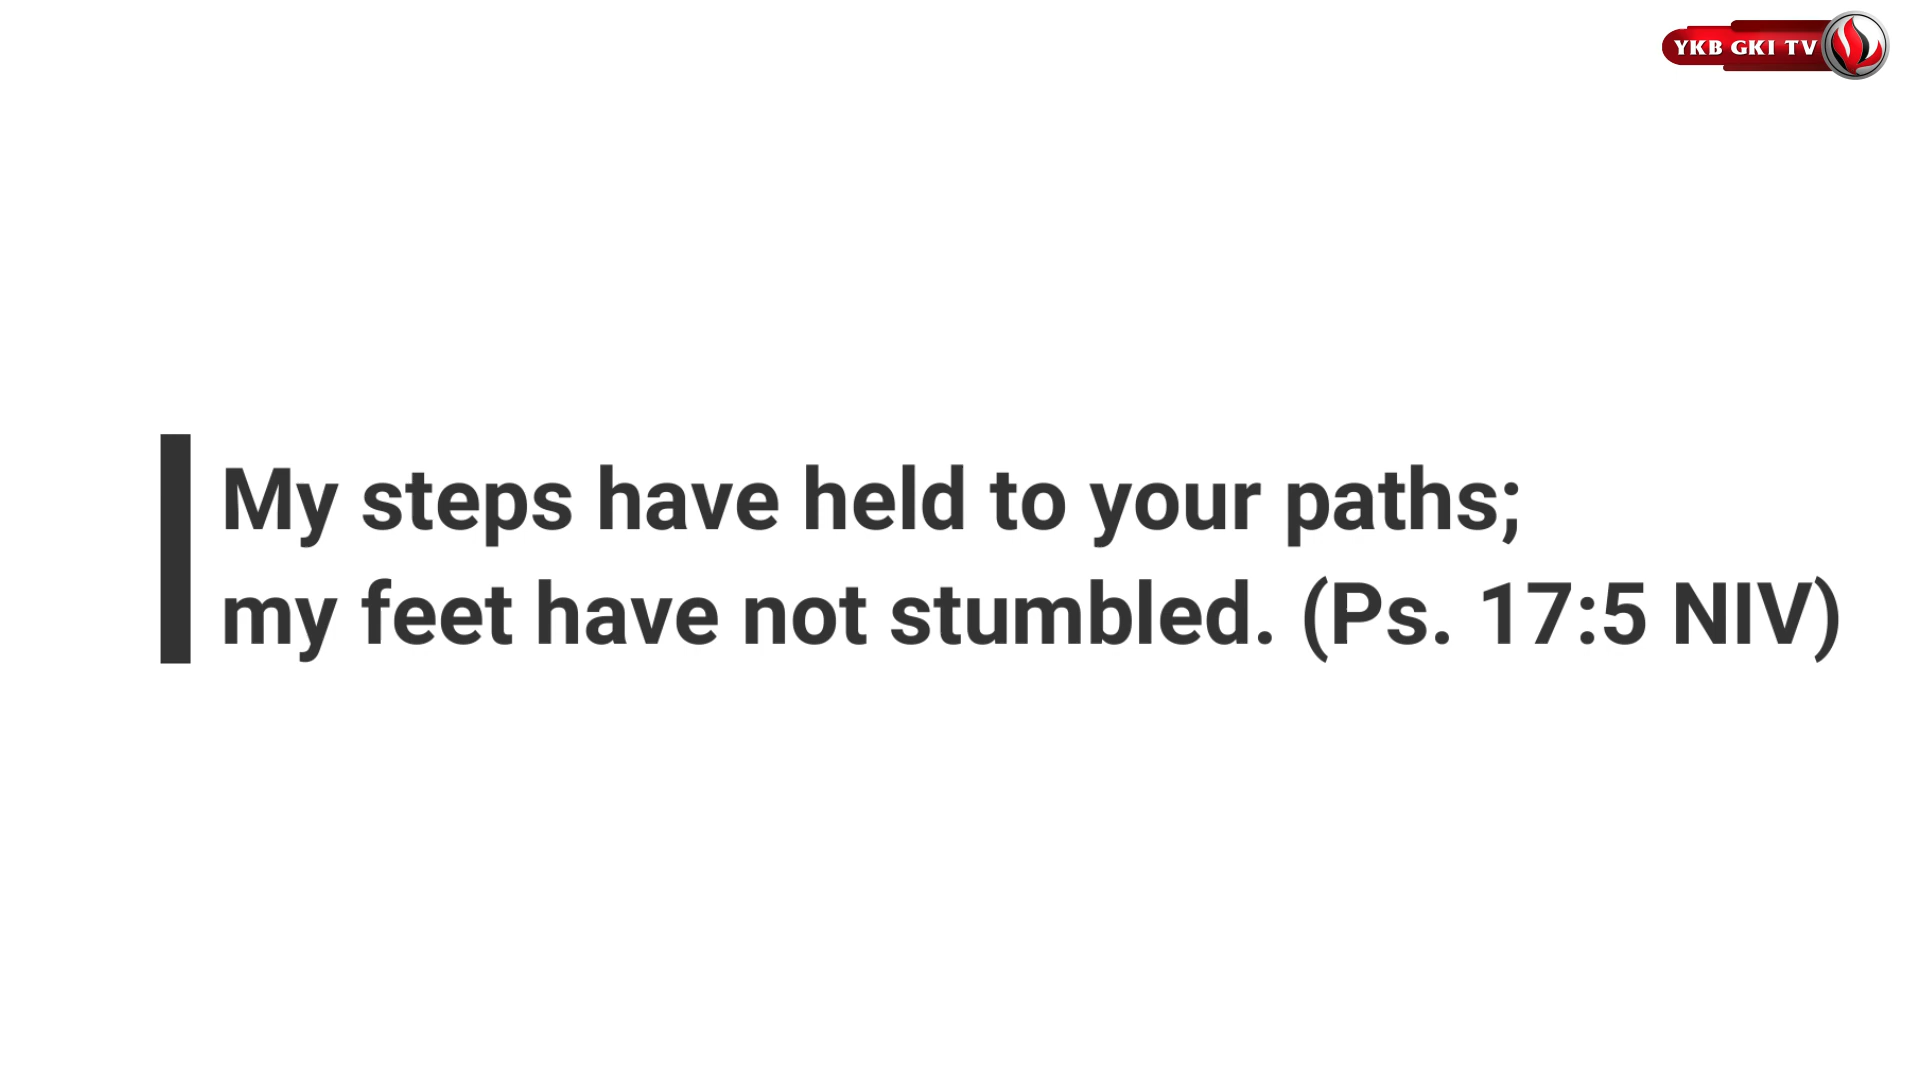 YKB GKI TV
My steps have held to your paths;
my feet have not stumbled. (Ps. 17:5 NIV)